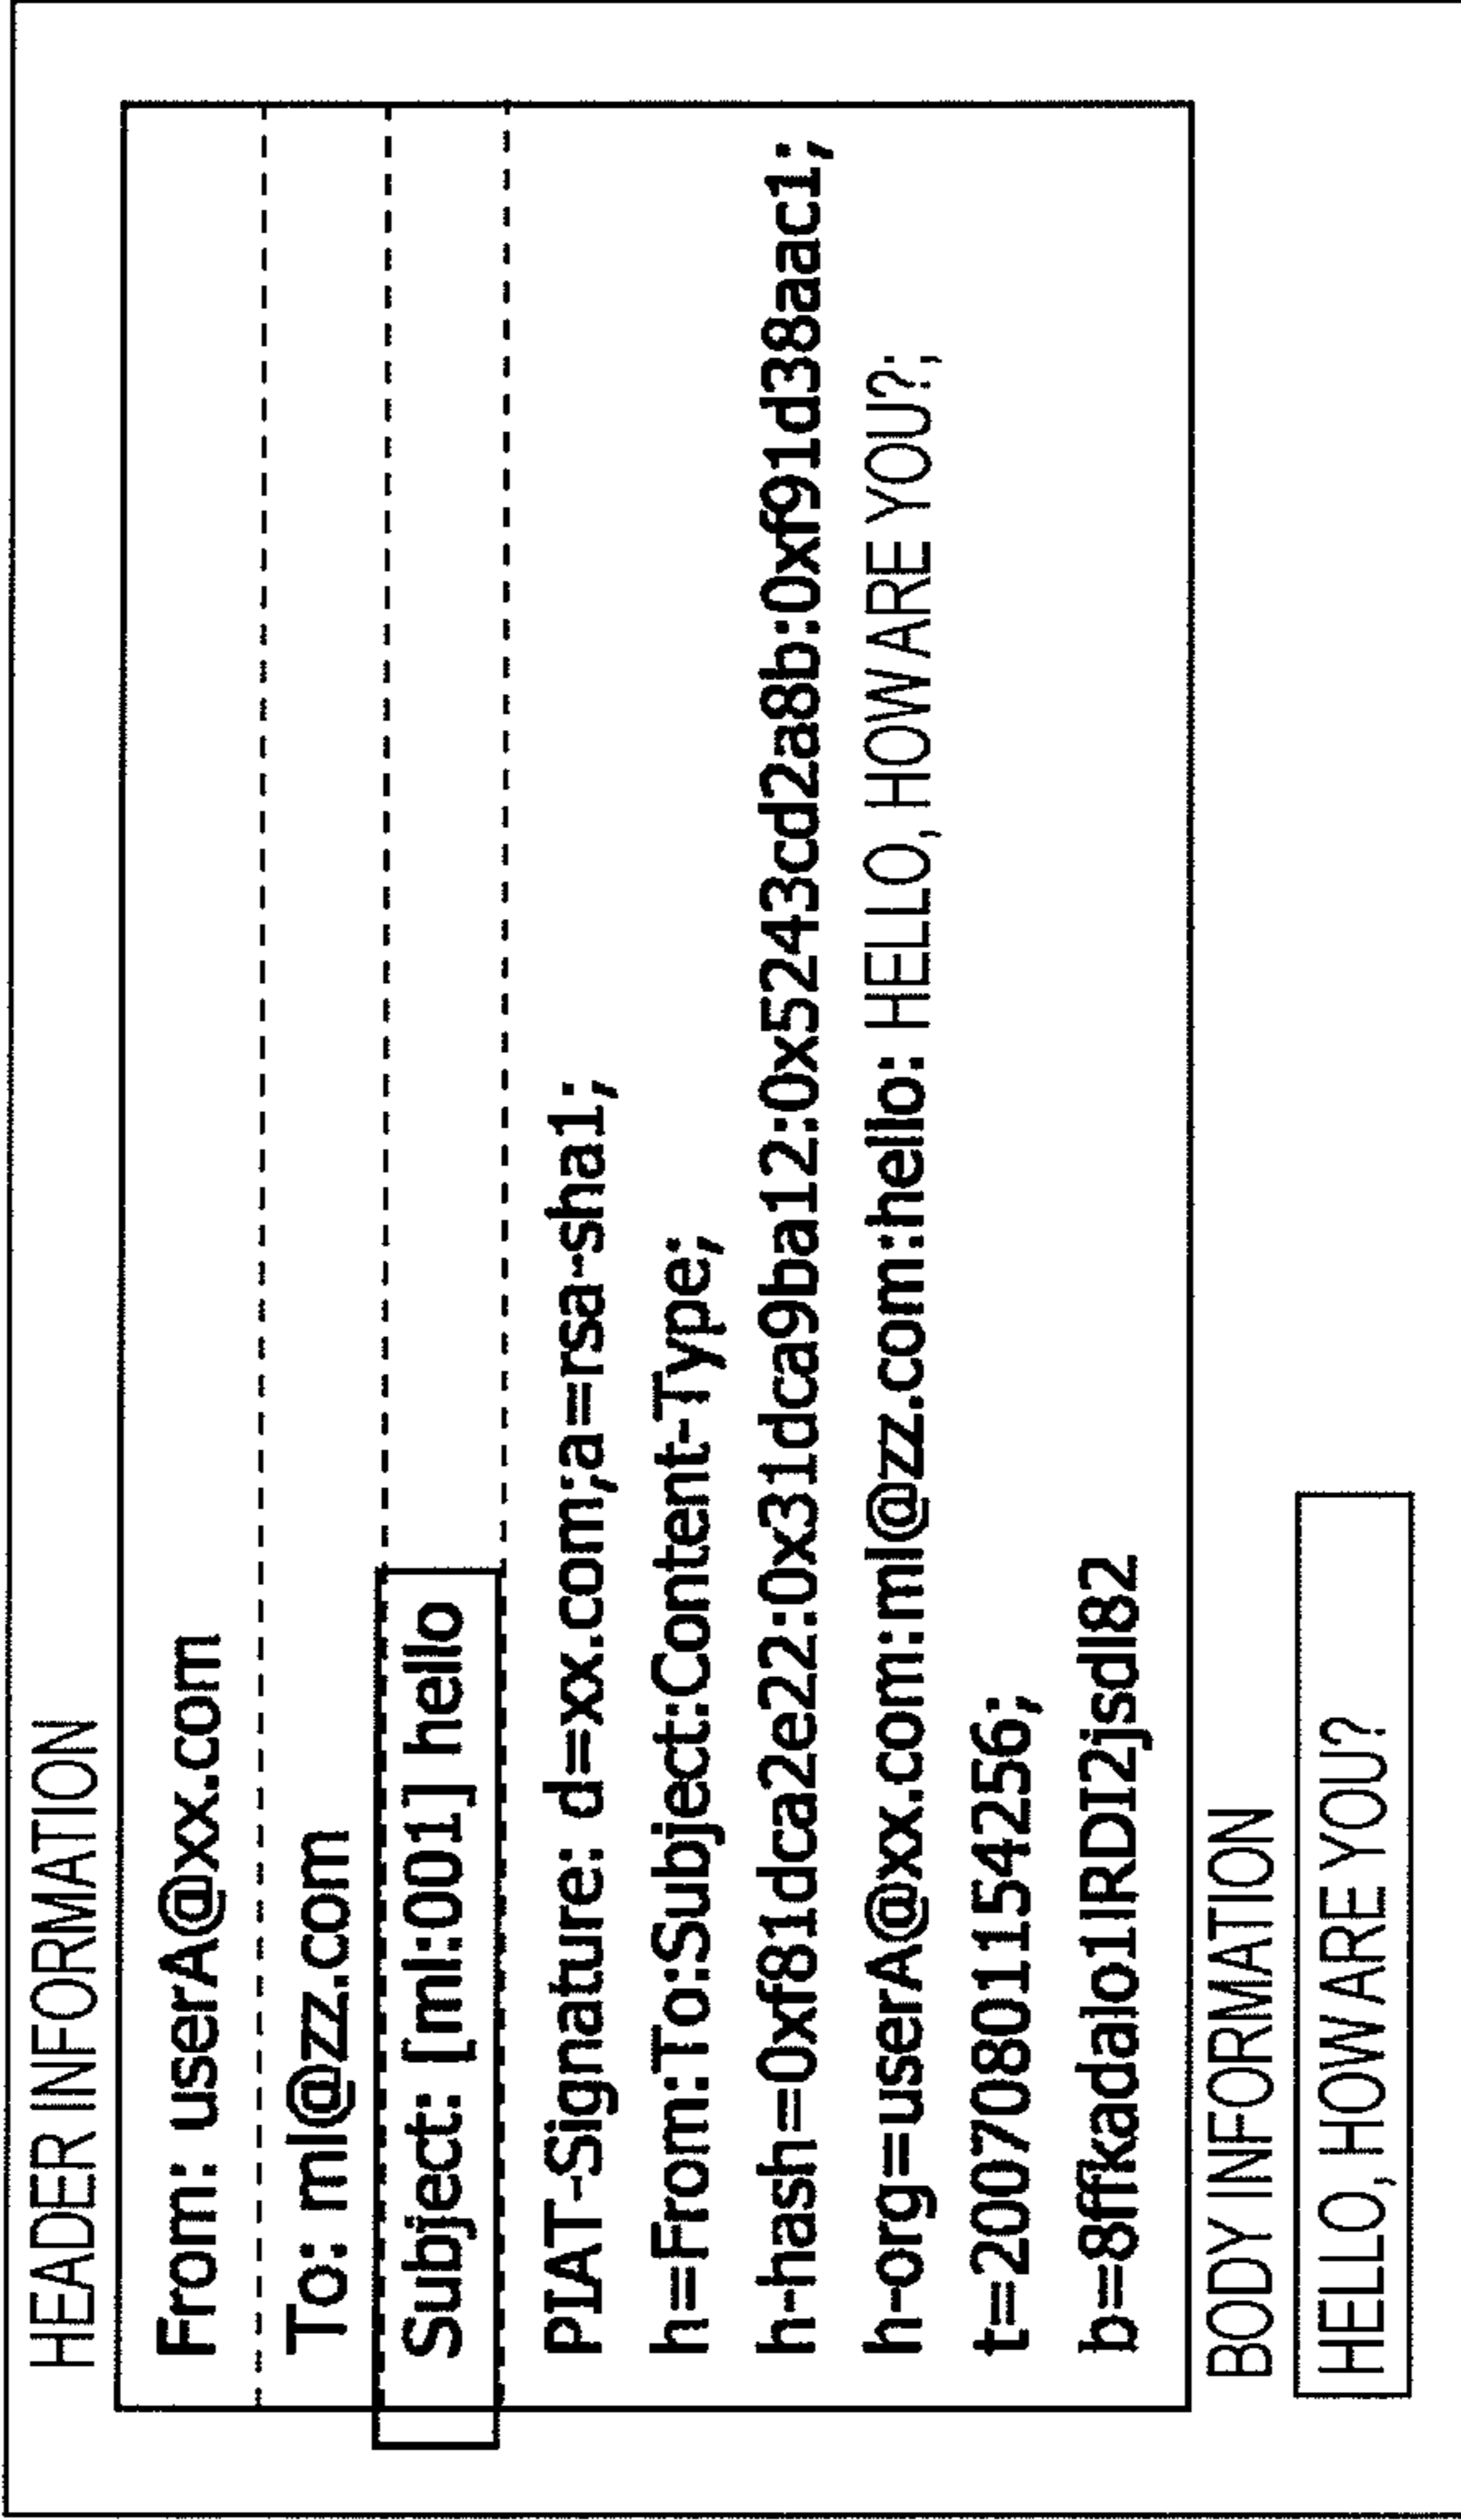 HEADER INFORMATION
From: userA@xx.com
To: ml@zz.com
Subject: [ml:001] hello
PIAT-Signature: d=xx.com;a=rsa-sha1;
h=From:To:Subject:Content-Type;
h-hash=0xf81dca2e22:0x31dca9ba12:0x5243cd2a8b:0xf91d38aac1;
h-org=userA@xx.com:ml@zz.com:hello: HELLO, HOW ARE YOU?;
t=20070801154256;
b=8ffkadalo1lRDI2jsdl82
BODY INFORMATION
HELLO, HOW ARE YOU?